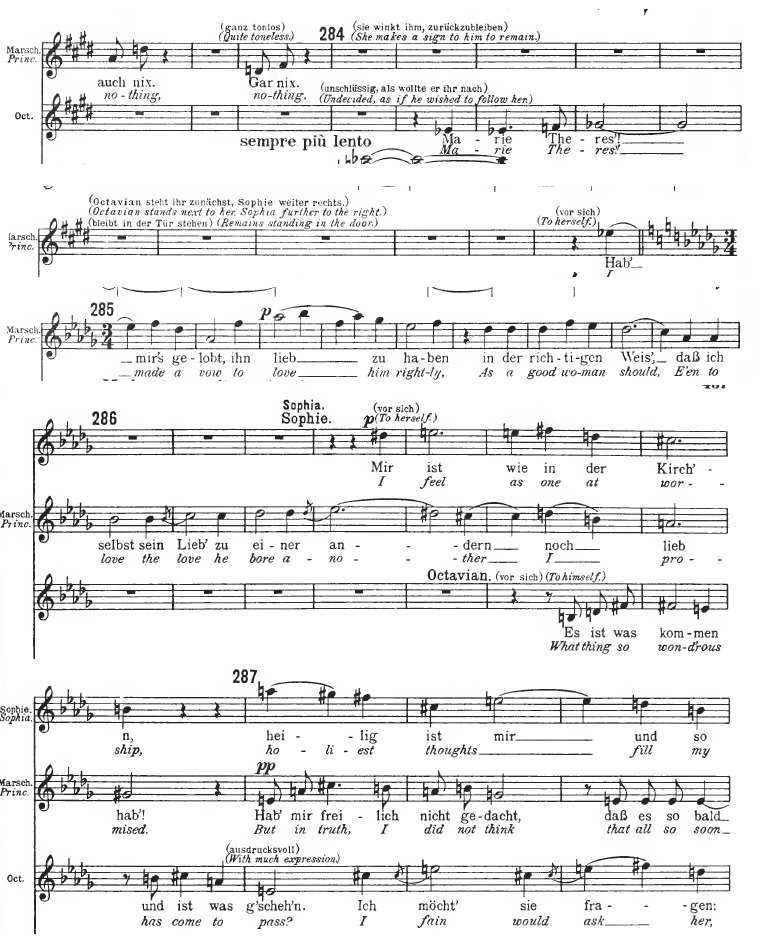 (ganz tonlos) 284 (sie winkt ihm, zurückzubleiben)
Marsch. (Quite toneless.) (She makes a sign to him to remain.)
Princ.
auch nix. Gar nix.
no-thing, no-thing. (unschlüssig, als wollte er ihr nach)
(Undecided, as if he wished to follow her.)
Oct.
sempre più lento Ma - rie The - res'!
Ma - rie The - res!
(Octavian steht ihr zunächst, Sophie weiter rechts.)
(Octavian stands next to her. Sophia further to the right.)
(bleibt in der Tür stehen) (Remains standing in the door.) (vor sich)
(To herself.)
arsch.
Princ.
Hab'
I
285 p
Marsch.
Princ.
3/4
mir's ge-lobt, ihn lieb zu ha-ben in der rich-ti-gen Weis', daß ich
made a vow to love him right-ly, As a good wo-man should, E'en to
286 Sophia. (vor sich)
Sophie. p (To herself.)
Mir ist wie in der Kirch' -
I feel as one at wor - -
Marsch.
Princ.
selbst sein Lieb' zu ei - ner an - - - dern noch lieb
love the love he bore a - no - - - ther I pro - -
Octavian. (vor sich) (To himself.)
Es ist was kom-men
What thing so won-d'rous
287
Sophie.
Sophia.
n, hei - - lig ist mir und so
ship, ho - li - est thoughts fill my
Marsch. pp
Princ.
hab'! Hab' mir frei - lich nicht ge-dacht, daß es so bald
mised. But in truth, I did not think that all so soon
(ausdrucksvoll)
Oct. (With much expression)
und ist was g'scheh'n. Ich möcht' sie fra - - gen:
has come to pass? I fain would ask her,